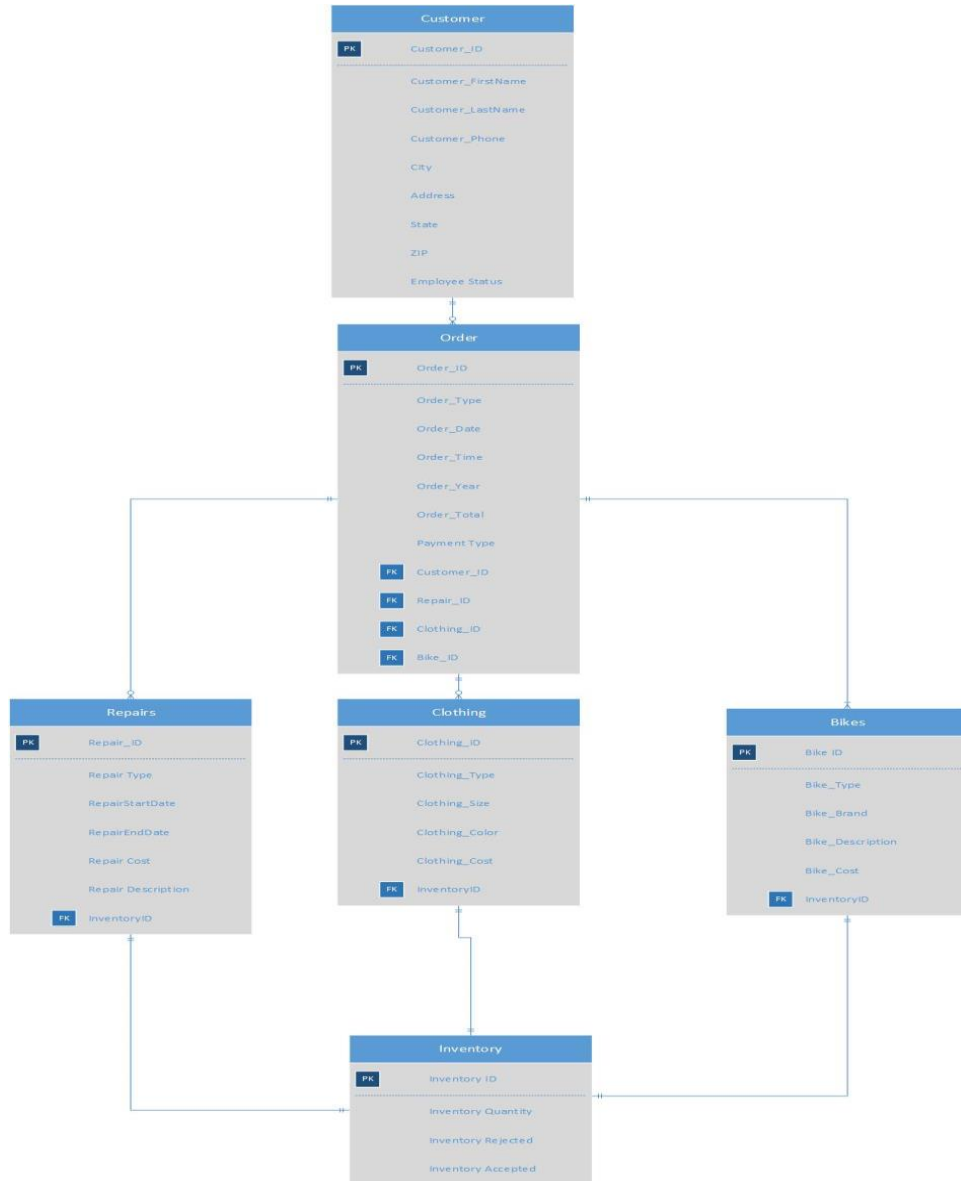 Customer
PK Customer_ID
Customer_FirstName
Customer_LastName
Customer_Phone
City
Address
State
ZIP
Employee Status
Order
PK Order_ID
Order_Type
Order_Date
Order_Time
Order_Year
Order_Total
Payment Type
FK Customer_ID
FK Repair_ID
FK Clothing_ID
FK Bike_ID
Repairs
PK Repair_ID
Repair Type
RepairStartDate
RepairEndDate
Repair Cost
Repair Description
FK InventoryID
Clothing
PK Clothing_ID
Clothing_Type
Clothing_Size
Clothing_Color
Clothing_Cost
FK InventoryID
Bikes
PK Bike ID
Bike_Type
Bike_Brand
Bike_Description
Bike_Cost
FK InventoryID
Inventory
PK Inventory ID
Inventory Quantity
Inventory Rejected
Inventory Accepted